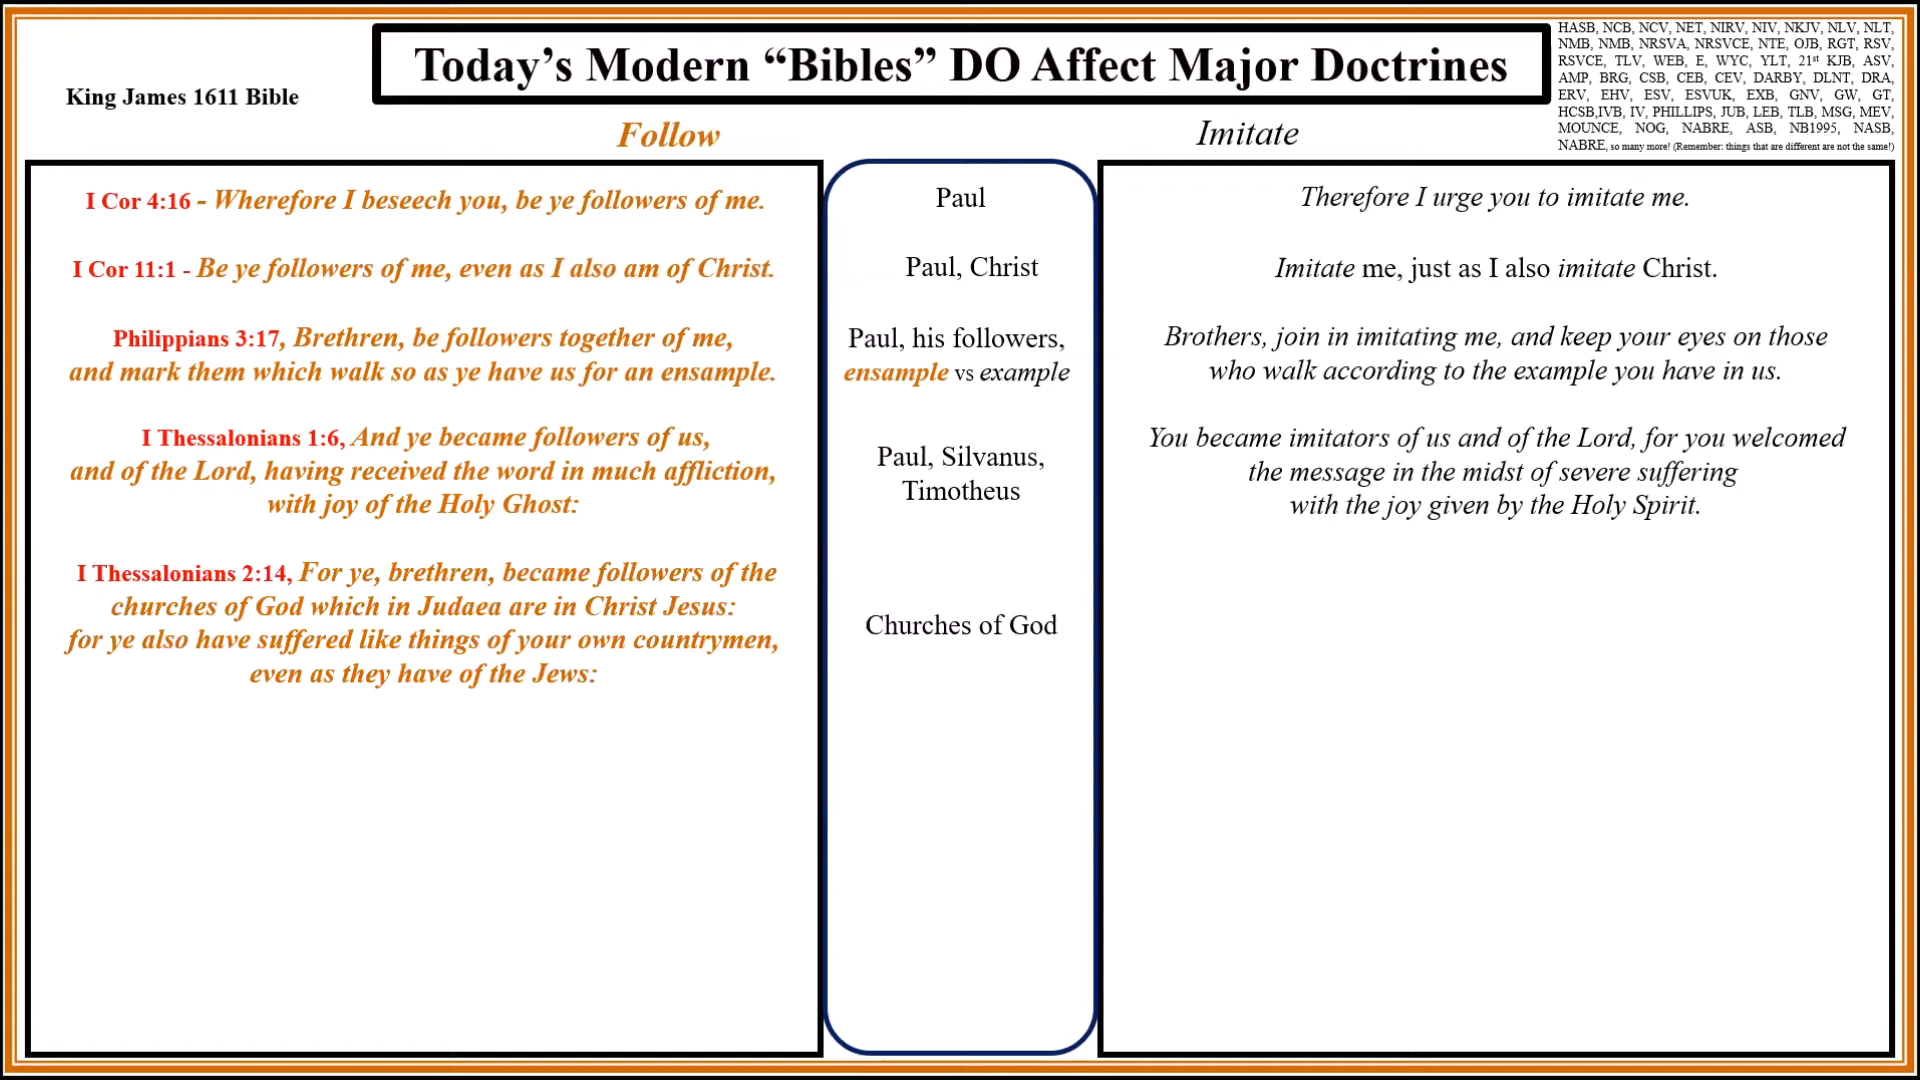 Today's Modern “Bibles” DO Affect Major Doctrines
King James 1611 Bible
HASB, NCB, NCV, NET, NIRV, NIV, NKJV, NLV, NLT,
NMB, NMB, NRSVA, NRSVCE, NTE, OJB, RGT, RSV,
RSVCE, TLV, WEB, E, WYC, YLT, 21st KJB, ASV,
AMP, BRG, CSB, CEB, CEV, DARBY, DLNT, DRA,
ERV, EHV, ESV, ESVUK, EXB, GNV, GW, GT,
HCSB,IVB, IV, PHILLIPS, JUB, LEB, TLB, MSG, MEV,
MOUNCE, NOG, NABRE, ASB, NB1995, NASB,
NABRE, so many more! (Remember: things that are different are not the same!)
Follow
Imitate
I Cor 4:16 - Wherefore I beseech you, be ye followers of me.
Paul
Therefore I urge you to imitate me.
I Cor 11:1 - Be ye followers of me, even as I also am of Christ.
Paul, Christ
Imitate me, just as I also imitate Christ.
Philippians 3:17, Brethren, be followers together of me,
and mark them which walk so as ye have us for an ensample.
Paul, his followers,
ensample vs example
Brothers, join in imitating me, and keep your eyes on those
who walk according to the example you have in us.
I Thessalonians 1:6, And ye became followers of us,
and of the Lord, having received the word in much affliction,
with joy of the Holy Ghost:
Paul, Silvanus,
Timotheus
You became imitators of us and of the Lord, for you welcomed
the message in the midst of severe suffering
with the joy given by the Holy Spirit.
I Thessalonians 2:14, For ye, brethren, became followers of the
churches of God which in Judaea are in Christ Jesus:
for ye also have suffered like things of your own countrymen,
even as they have of the Jews:
Churches of God